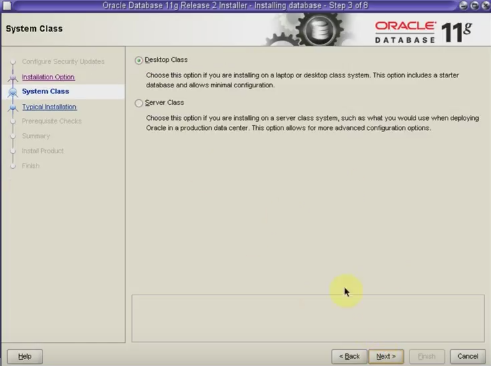 Oracle Database 11g Release 2 Installer - Installing database - Step 3 of 8
System Class
ORACLE
DATABASE 11g
Configure Security Updates
Installation Option
System Class
Typical Installation
Prerequisite Checks
Summary
Install Product
Finish
Desktop Class
Choose this option if you are installing on a laptop or desktop class system. This option includes a starter
database and allows minimal configuration.
Server Class
Choose this option if you are installing on a server class system, such as what you would use when deploying
Oracle in a production data center. This option allows for more advanced configuration options.
Help
< Back
Next >
Finish
Cancel